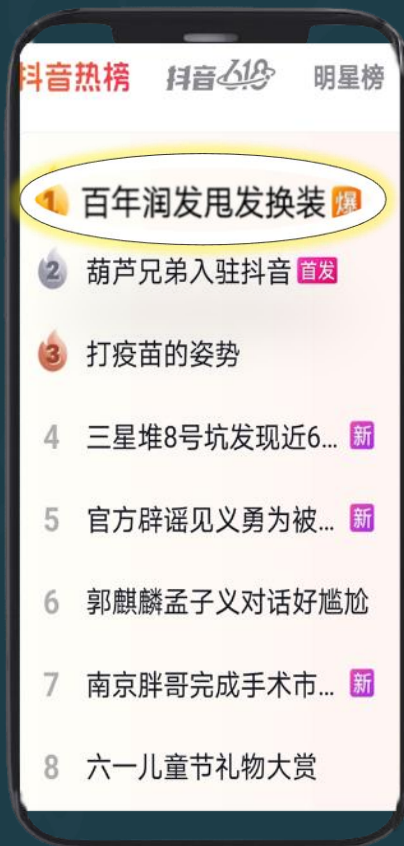 抖音热榜 抖音618 明星榜
1 百年润发甩发换装 爆
2 葫芦兄弟入驻抖音 首发
3 打疫苗的姿势
4 三星堆8号坑发现近6... 新
5 官方辟谣见义勇为被... 新
6 郭麒麟孟子义对话好尴尬
7 南京胖哥完成手术市... 新
8 六一儿童节礼物大赏